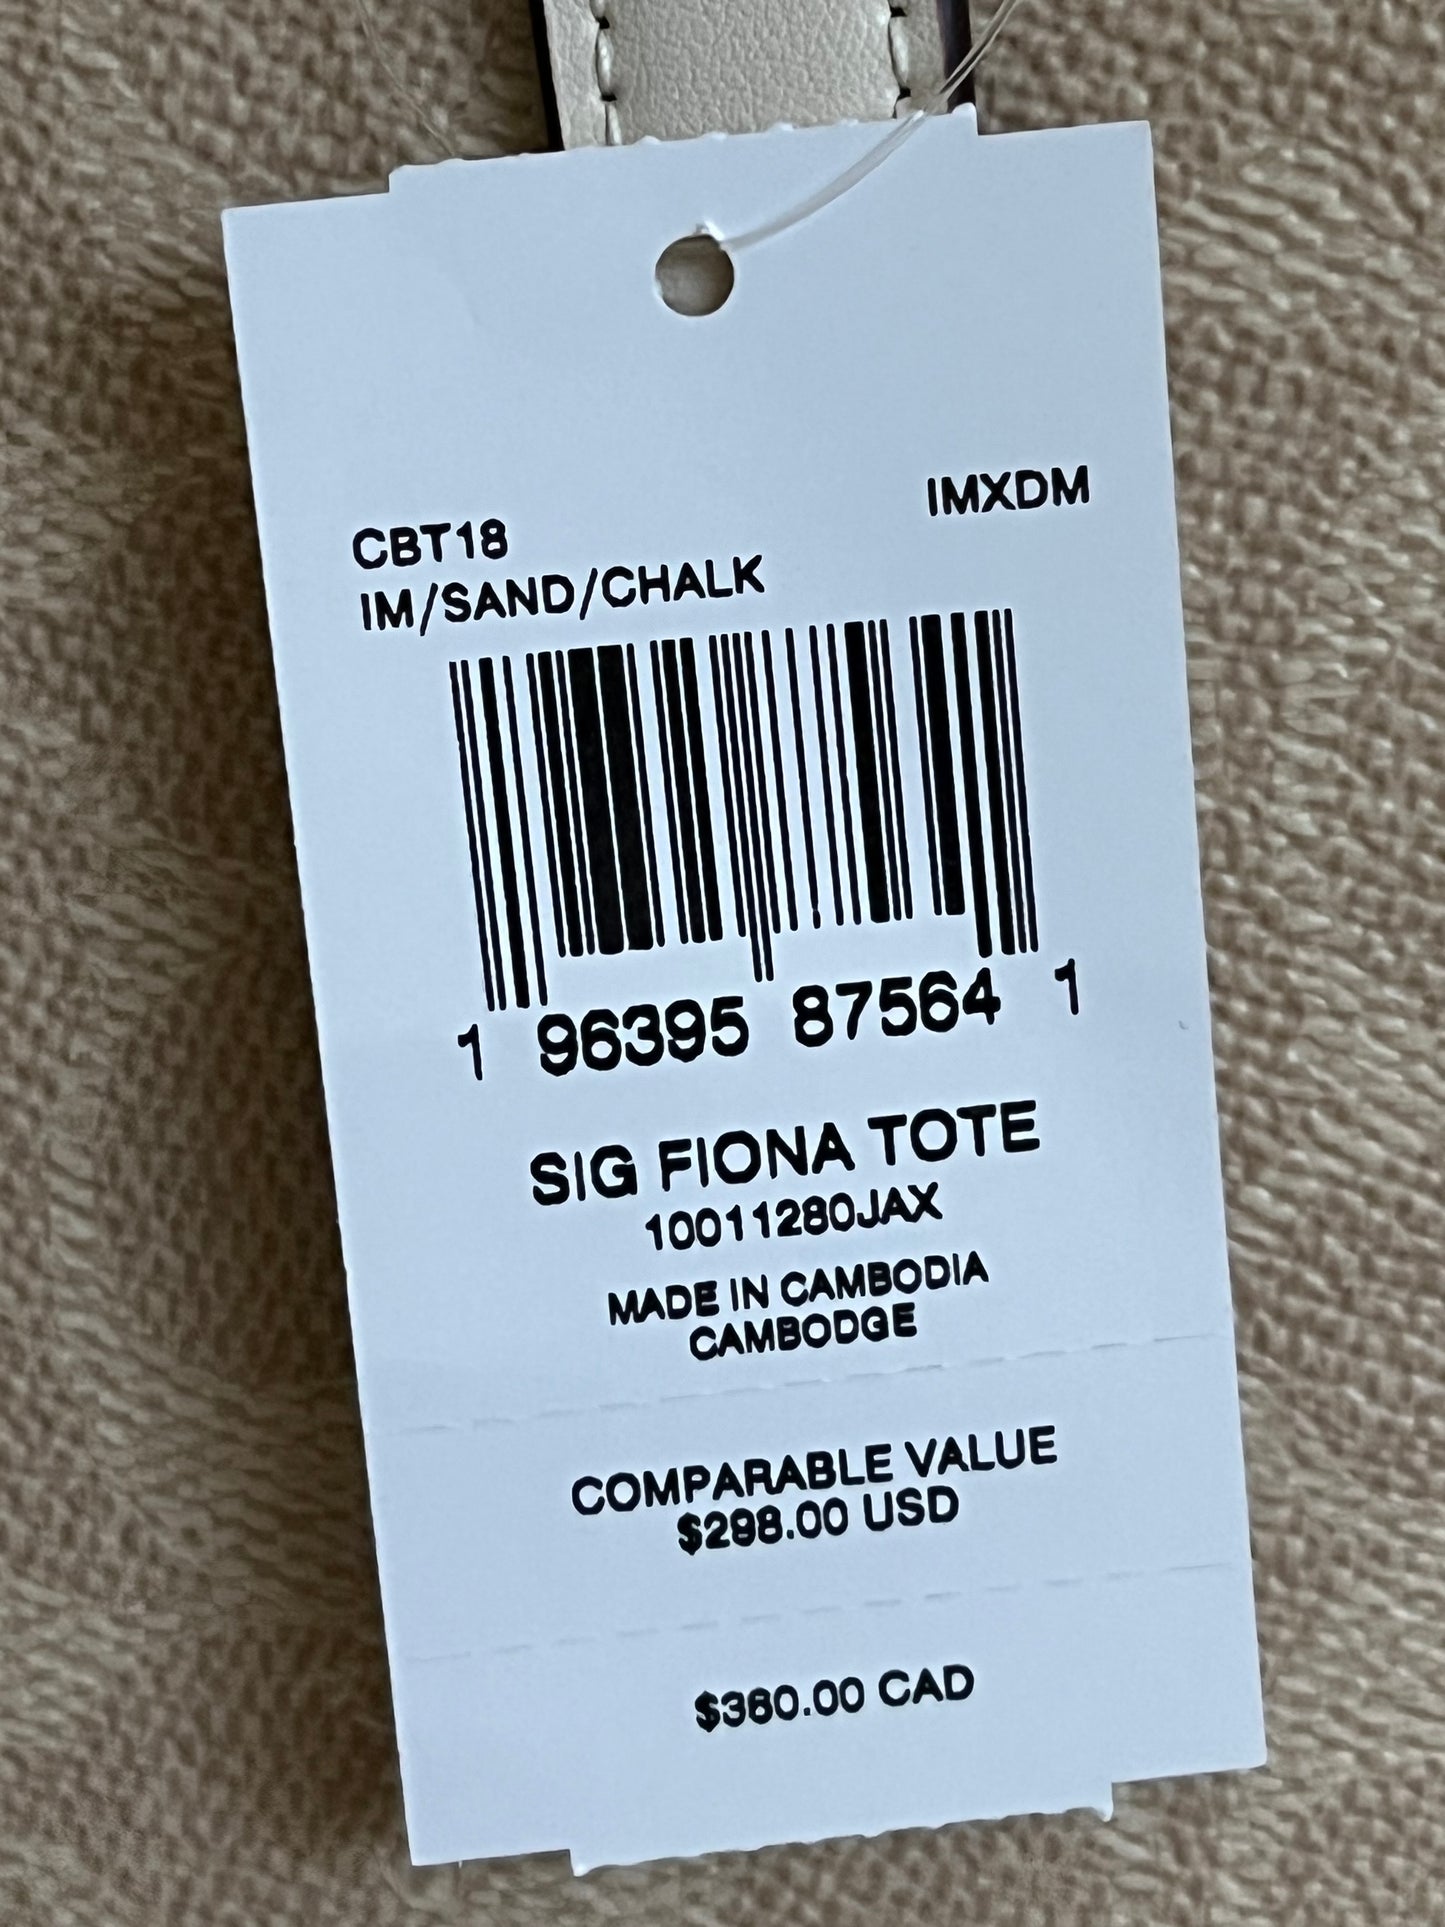 IMXDM
CBT18
IM/SAND/CHALK
1 96395 87564 1
SIG FIONA TOTE
10011280JAX
MADE IN CAMBODIA
CAMBODGE
COMPARABLE VALUE
$298.00 USD
$360.00 CAD